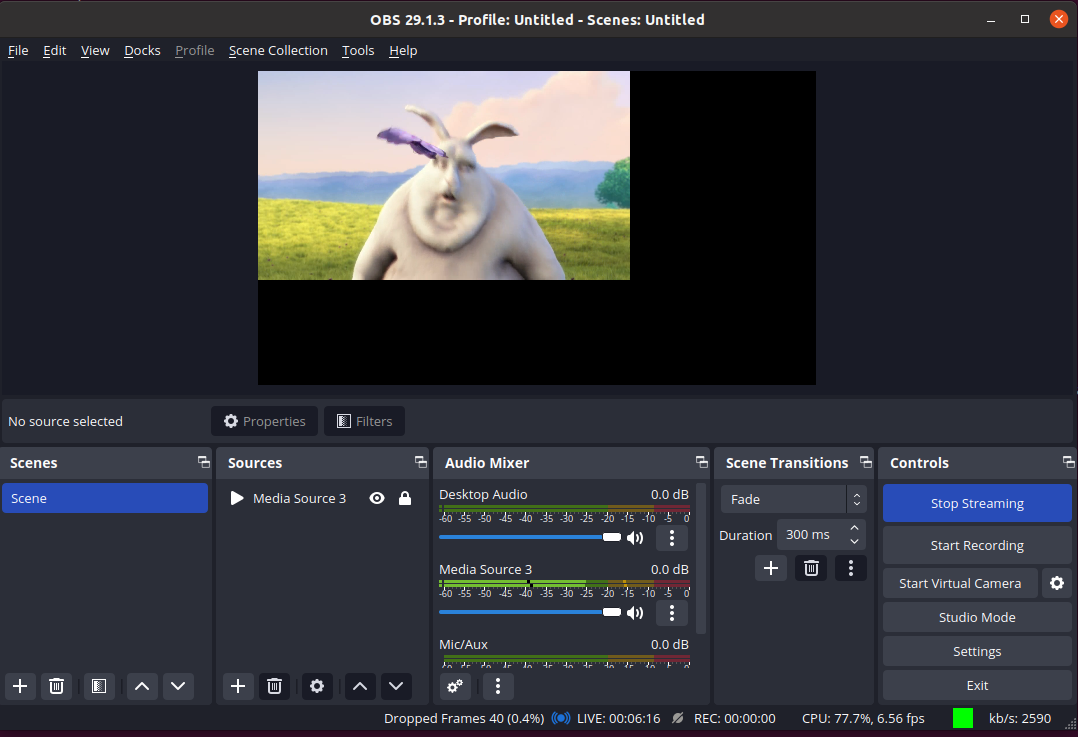 OBS 29.1.3 - Profile: Untitled - Scenes: Untitled
File Edit View Docks Profile Scene Collection Tools Help
No source selected Properties Filters
Scenes
Scene
Sources
Media Source 3
Audio Mixer
Desktop Audio 0.0 dB
-60 -55 -50 -45 -40 -35 -30 -25 -20 -15 -10 -5 0
Media Source 3 0.0 dB
-60 -55 -50 -45 -40 -35 -30 -25 -20 -15 -10 -5 0
Mic/Aux 0.0 dB
Scene Transitions
Fade
Duration 300 ms
Controls
Stop Streaming
Start Recording
Start Virtual Camera
Studio Mode
Settings
Exit
Dropped Frames 40 (0.4%) LIVE: 00:06:16 REC: 00:00:00 CPU: 77.7%, 6.56 fps kb/s: 2590